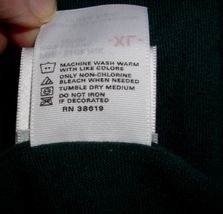 MACHINE WASH WARM
WITH LIKE COLORS
ONLY NON-CHLORINE
BLEACH WHEN NEEDED
TUMBLE DRY MEDIUM
DO NOT IRON
IF DECORATED
RN 38619